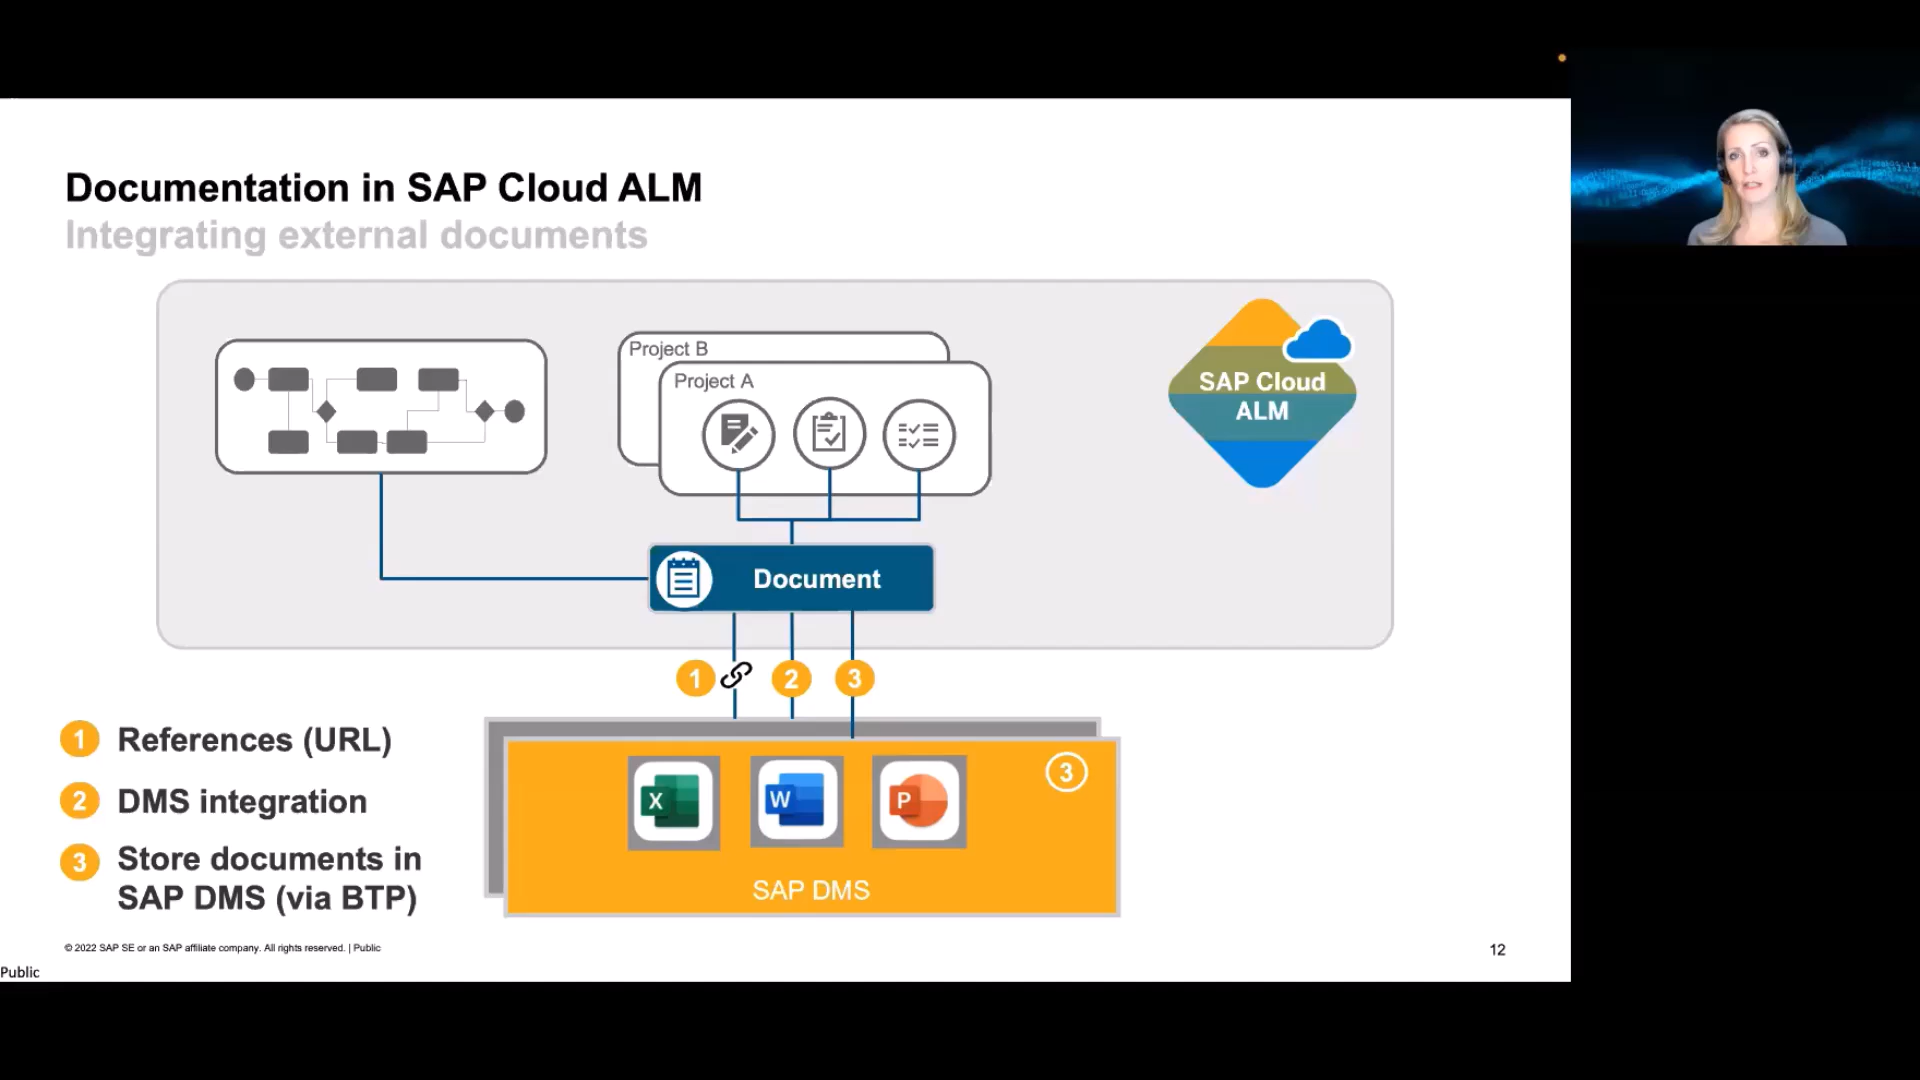 Documentation in SAP Cloud ALM
Integrating external documents
Project B
Project A
SAP Cloud
ALM
Document
1
2
3
1 References (URL)
2 DMS integration
3 Store documents in
SAP DMS (via BTP)
3
X
W
P
SAP DMS
© 2022 SAP SE or an SAP affiliate company. All rights reserved. | Public
12
Public